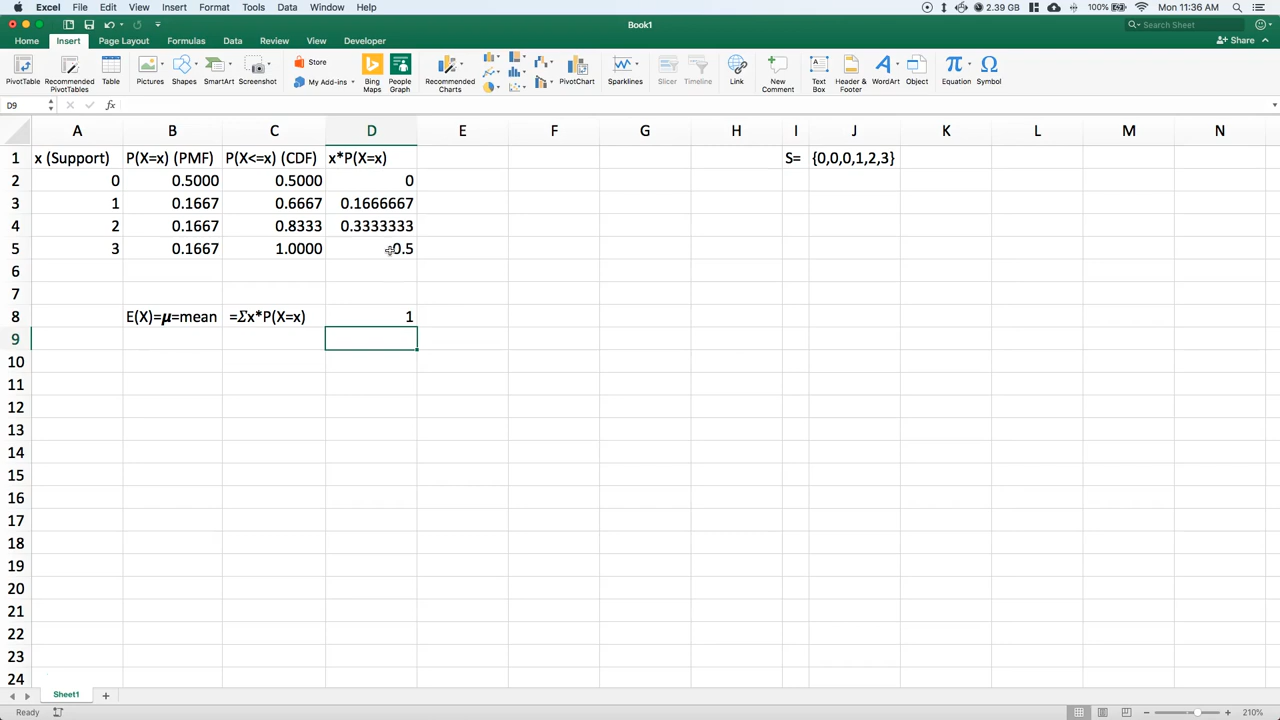 Excel File Edit View Insert Format Tools Data Window Help 2.39 GB 100% Mon 11:36 AM
Book1 Search Sheet
Home Insert Page Layout Formulas Data Review View Developer Share
Store
My Add-ins
PivotTable Recommended PivotTables Table Pictures Shapes SmartArt Screenshot Bing Maps People Graph Recommended Charts PivotChart Sparklines Slicer Timeline Link New Comment Text Box Header & Footer WordArt Object Equation Symbol
D9 fx
A B C D E F G H I J K L M N
1 x (Support) P(X=x) (PMF) P(X<=x) (CDF) x*P(X=x) S= {0,0,0,1,2,3}
2 0 0.5000 0.5000 0
3 1 0.1667 0.6667 0.1666667
4 2 0.1667 0.8333 0.3333333
5 3 0.1667 1.0000 0.5
6
7
8 E(X)=μ=mean =Σx*P(X=x) 1
9
10
11
12
13
14
15
16
17
18
19
20
21
22
23
24
Sheet1
Ready 210%